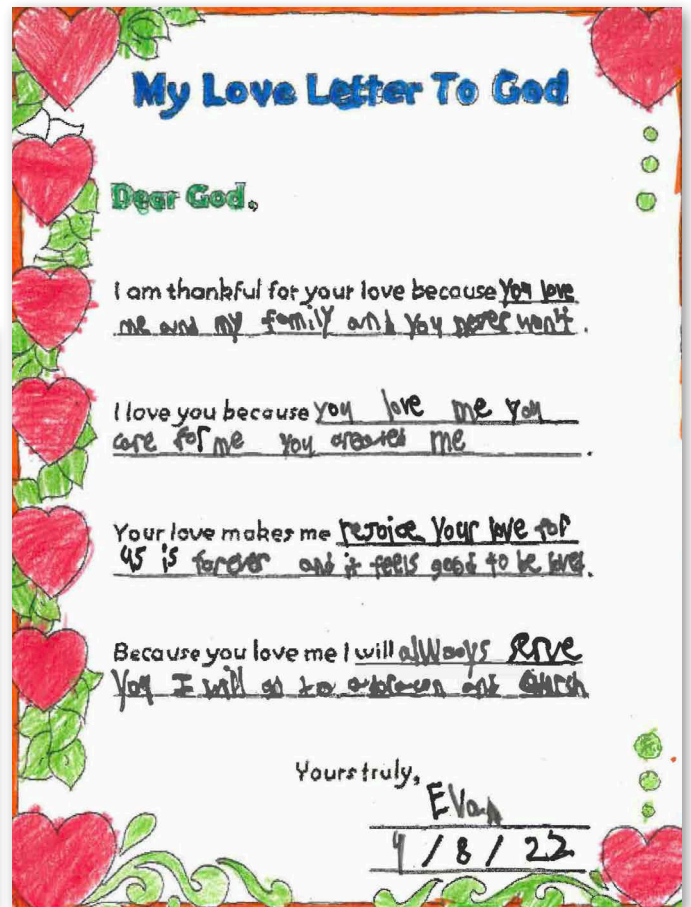 My Love Letter To God
Dear God,
I am thankful for your love because you love
me and my family and you never won't.
I love you because you love me you
care for me you created me.
Your love makes me rejoice Your love for
us is forever and it feels good to be loved.
Because you love me I will always serve
you I will go to and church
Yours truly,
Evan
/ 8 / 22